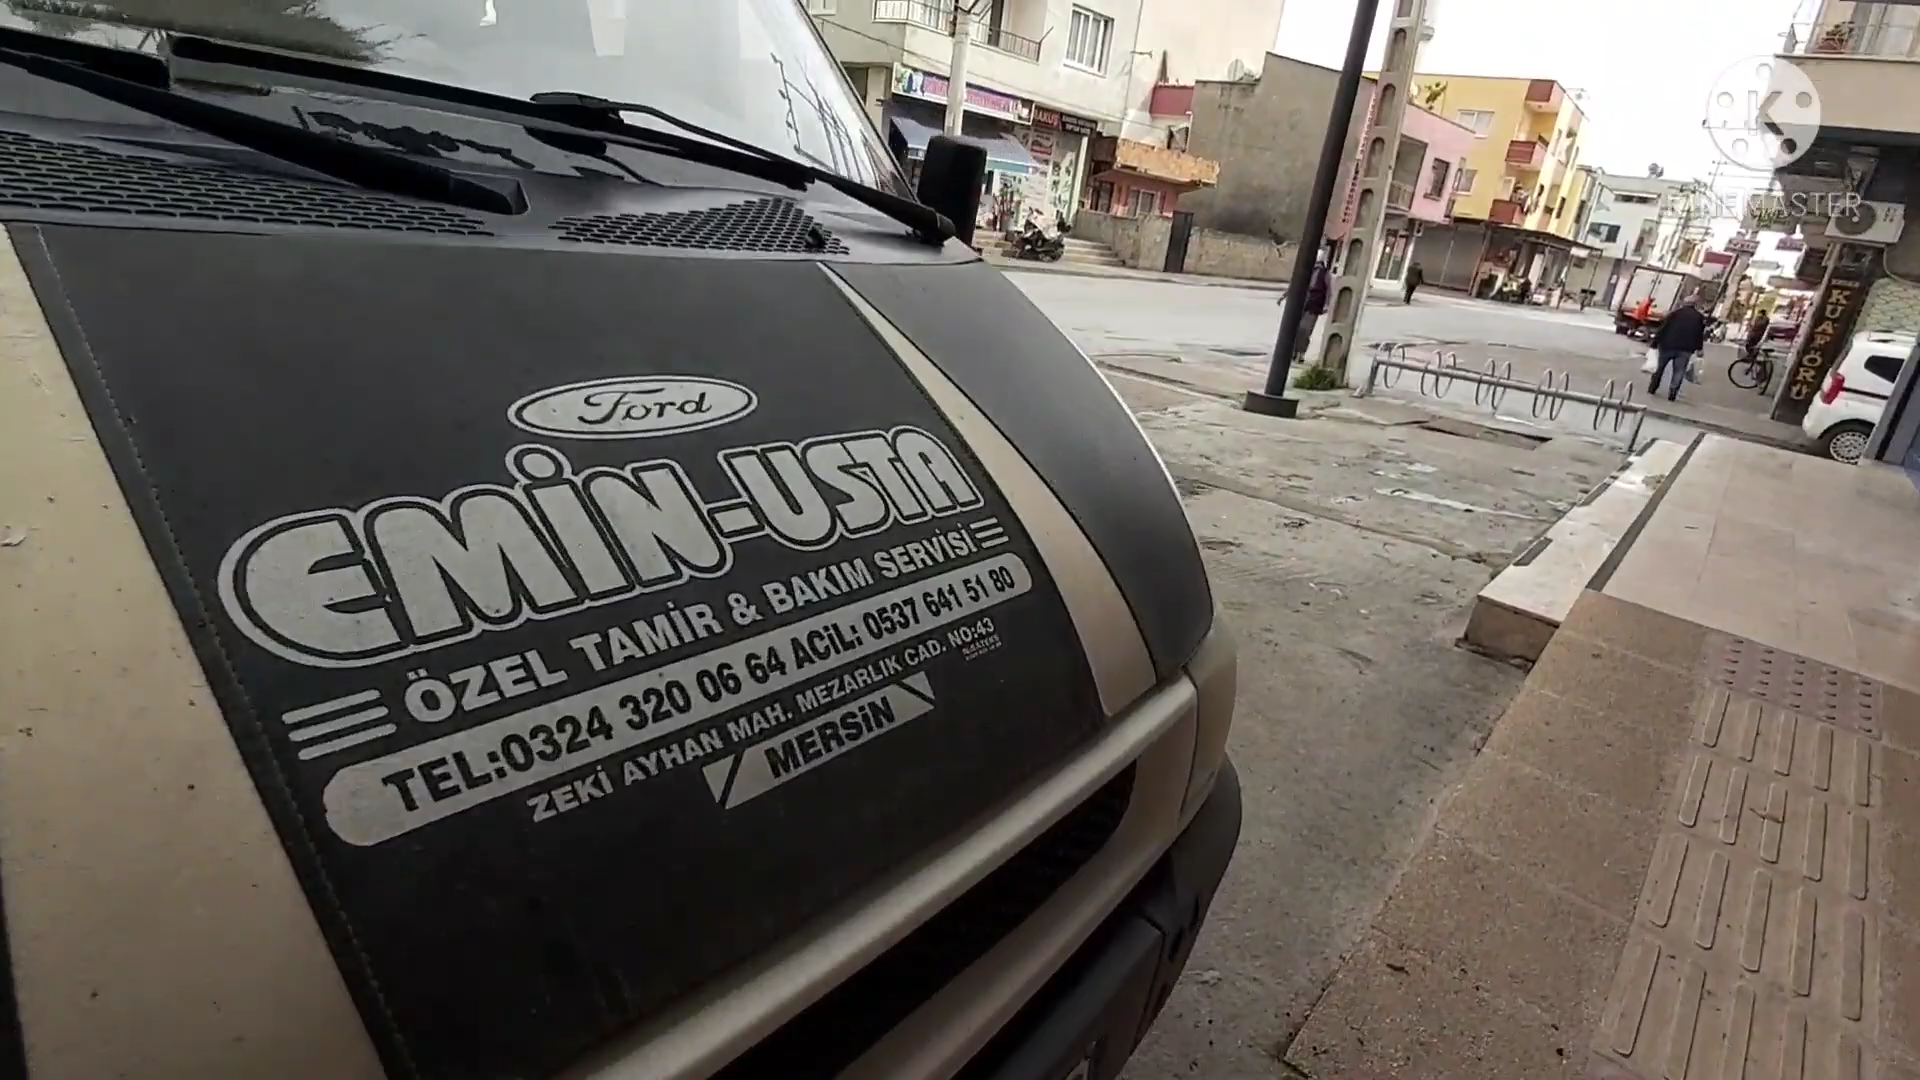 Ford
EMİN-USTA
ÖZEL TAMİR & BAKIM SERVİSİ
TEL:0324 320 06 64 ACİL: 0537 641 51 80
ZEKİ AYHAN MAH. MEZARLIK CAD. NO:43
MERSİN
K
KINEMASTER
KUAFÖRÜ